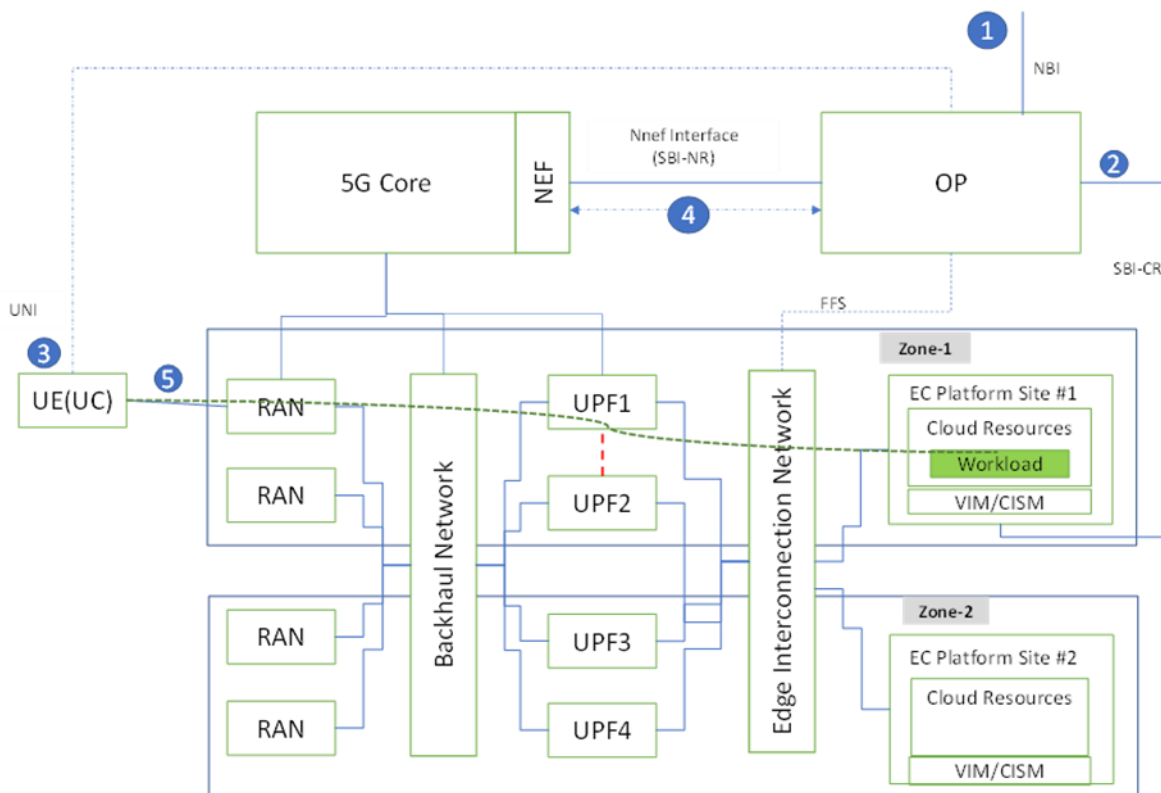 1
NBI
5G Core
NEF
Nnef Interface
(SBI-NR)
4
OP
2
SBI-CR
UNI
FFS
3
5
UE(UC)
Zone-1
RAN
RAN
Backhaul Network
UPF1
UPF2
Edge Interconnection Network
EC Platform Site #1
Cloud Resources
Workload
VIM/CISM
Zone-2
RAN
RAN
UPF3
UPF4
EC Platform Site #2
Cloud Resources
VIM/CISM